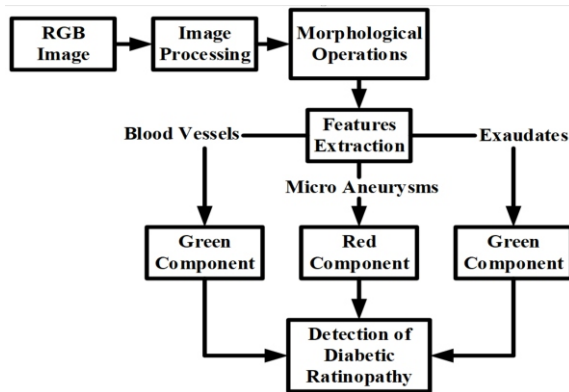 RGB
Image
Image
Processing
Morphological
Operations
Features
Extraction
Blood Vessels
Exaudates
Micro Aneurysms
Green
Component
Red
Component
Green
Component
Detection of
Diabetic
Ratinopathy